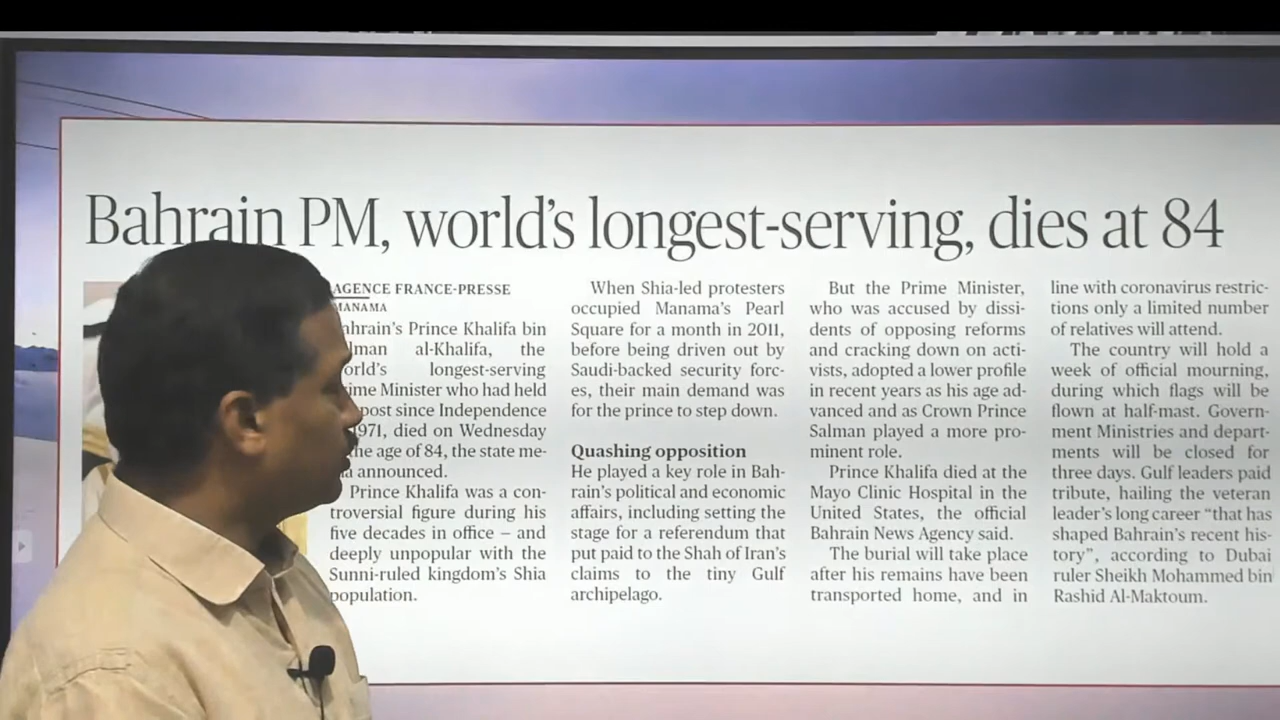 Bahrain PM, world's longest-serving, dies at 84
AGENCE FRANCE-PRESSE
MANAMA
ahrain's Prince Khalifa bin
lman al-Khalifa, the
orld's longest-serving
ime Minister who had held
post since Independence
1971, died on Wednesday
he age of 84, the state me-
a announced.
Prince Khalifa was a con-
troversial figure during his
five decades in office – and
deeply unpopular with the
Sunni-ruled kingdom's Shia
population.
When Shia-led protesters
occupied Manama's Pearl
Square for a month in 2011,
before being driven out by
Saudi-backed security forc-
es, their main demand was
for the prince to step down.
Quashing opposition
He played a key role in Bah-
rain's political and economic
affairs, including setting the
stage for a referendum that
put paid to the Shah of Iran's
claims to the tiny Gulf
archipelago.
But the Prime Minister,
who was accused by dissi-
dents of opposing reforms
and cracking down on acti-
vists, adopted a lower profile
in recent years as his age ad-
vanced and as Crown Prince
Salman played a more pro-
minent role.
Prince Khalifa died at the
Mayo Clinic Hospital in the
United States, the official
Bahrain News Agency said.
The burial will take place
after his remains have been
transported home, and in
line with coronavirus restric-
tions only a limited number
of relatives will attend.
The country will hold a
week of official mourning,
during which flags will be
flown at half-mast. Govern-
ment Ministries and depart-
ments will be closed for
three days. Gulf leaders paid
tribute, hailing the veteran
leader's long career “that has
shaped Bahrain's recent his-
tory”, according to Dubai
ruler Sheikh Mohammed bin
Rashid Al-Maktoum.